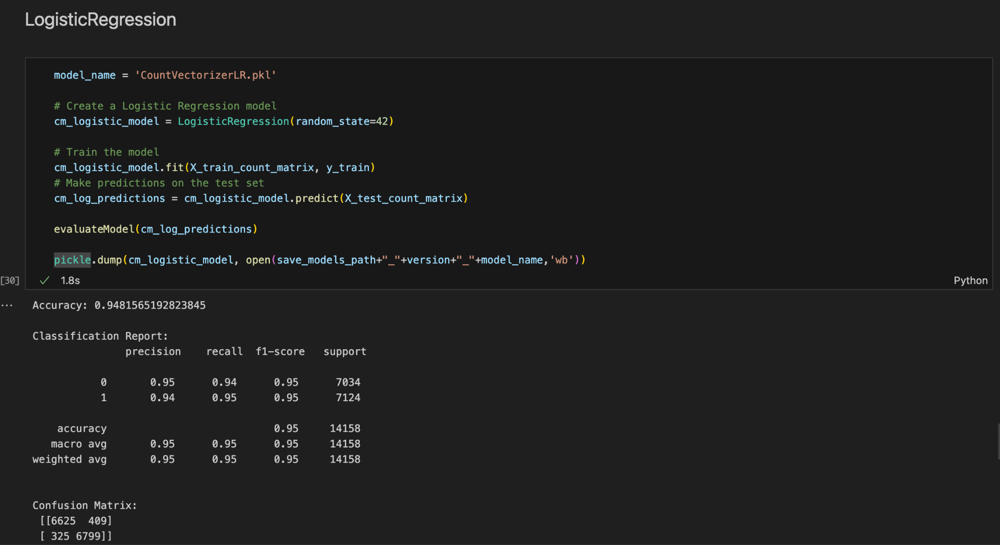 LogisticRegression
model_name = 'CountVectorizerLR.pkl'
# Create a Logistic Regression model
cm_logistic_model = LogisticRegression(random_state=42)
# Train the model
cm_logistic_model.fit(X_train_count_matrix, y_train)
# Make predictions on the test set
cm_log_predictions = cm_logistic_model.predict(X_test_count_matrix)
evaluateModel(cm_log_predictions)
pickle.dump(cm_logistic_model, open(save_models_path+"_"+version+"_"+model_name,'wb'))
[30] ✓ 1.8s Python
... Accuracy: 0.9481565192823845
Classification Report:
precision recall f1-score support
0 0.95 0.94 0.95 7034
1 0.94 0.95 0.95 7124
accuracy 0.95 14158
macro avg 0.95 0.95 0.95 14158
weighted avg 0.95 0.95 0.95 14158
Confusion Matrix:
[[6625 409]
[ 325 6799]]